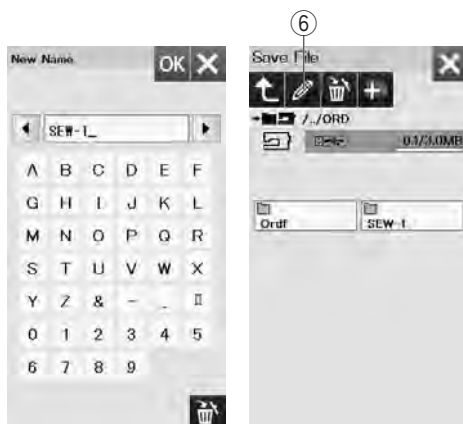 ⑥
New Name
OK
SEW-1_
A B C D E F
G H I J K L
M N O P Q R
S T U V W X
Y Z & - _
0 1 2 3 4 5
6 7 8 9
Save File
/../ORD
0.1/3.0MB
Ordf
SEW-1